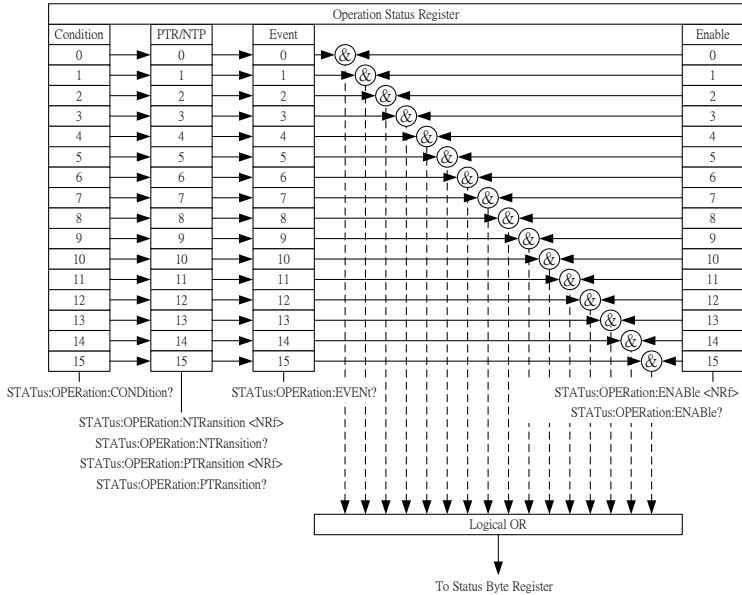 Operation Status Register
Condition PTR/NTP Event Enable
0 0 0 & 0
1 1 1 & 1
2 2 2 & 2
3 3 3 & 3
4 4 4 & 4
5 5 5 & 5
6 6 6 & 6
7 7 7 & 7
8 8 8 & 8
9 9 9 & 9
10 10 10 & 10
11 11 11 & 11
12 12 12 & 12
13 13 13 & 13
14 14 14 & 14
15 15 15 & 15
STATus:OPERation:CONDition? STATus:OPERation:EVENt? STATus:OPERation:ENABle <NRf>
STATus:OPERation:ENABle?
STATus:OPERation:NTRansition <NRf>
STATus:OPERation:NTRansition?
STATus:OPERation:PTRansition <NRf>
STATus:OPERation:PTRansition?
Logical OR
To Status Byte Register